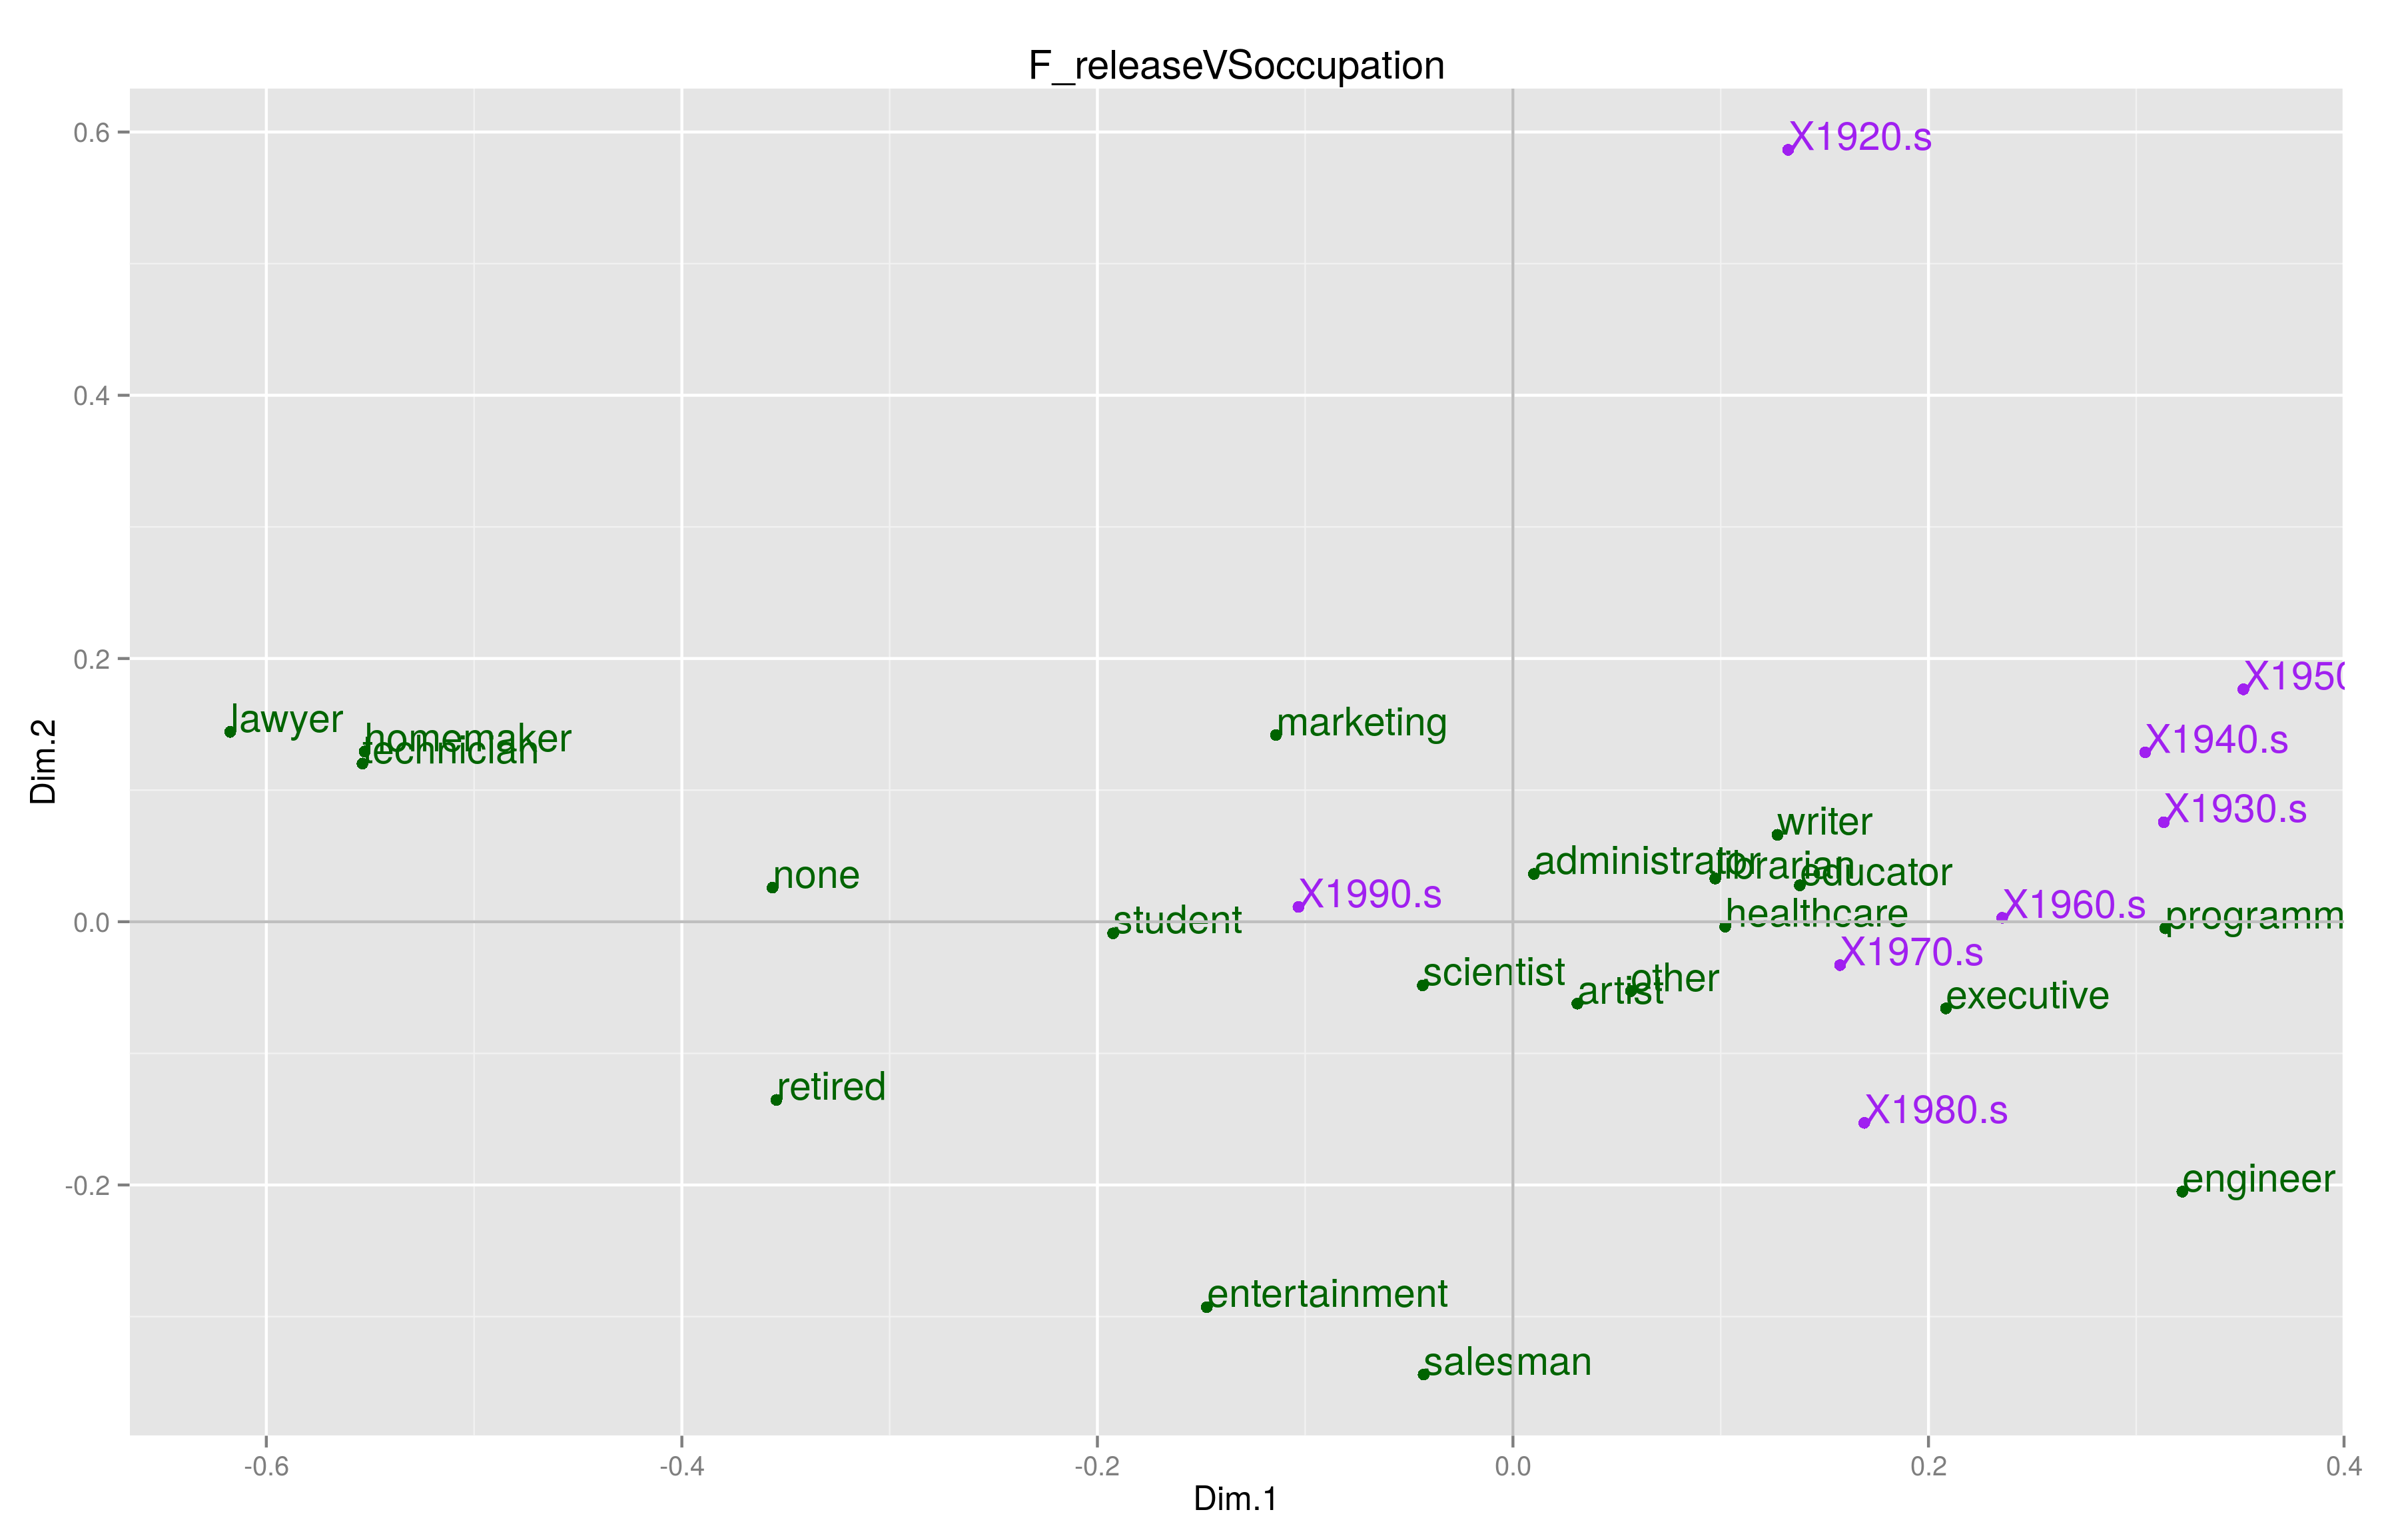 F_releaseVSoccupation
0.6
X1920.s
0.4
0.2
X1950
lawyer
marketing
homemaker
technician
X1940.s
X1930.s
writer
administrator
librarian
educator
none
X1990.s
X1960.s
healthcare
programm
student
0.0
X1970.s
scientist
other
artist
executive
retired
X1980.s
engineer
-0.2
entertainment
salesman
Dim.2
-0.6 -0.4 -0.2 0.0 0.2 0.4
Dim.1